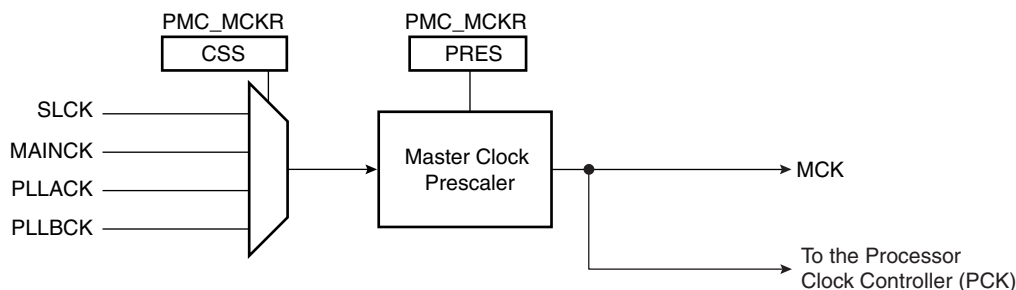 PMC_MCKR
PMC_MCKR
CSS
PRES
SLCK
MAINCK
PLLACK
PLLBCK
Master Clock
Prescaler
MCK
To the Processor
Clock Controller (PCK)